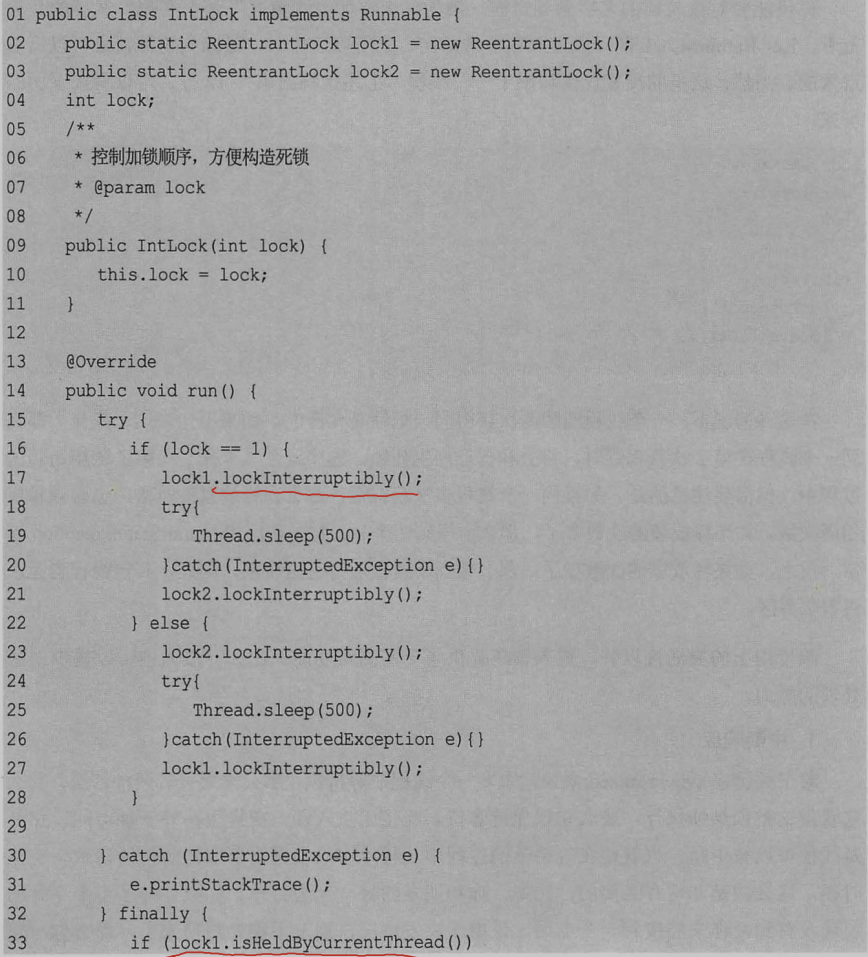 01 public class IntLock implements Runnable {
02    public static ReentrantLock lock1 = new ReentrantLock();
03    public static ReentrantLock lock2 = new ReentrantLock();
04    int lock;
05    /**
06     * 控制加锁顺序，方便构造死锁
07     * @param lock
08     */
09    public IntLock(int lock) {
10       this.lock = lock;
11    }
12
13    @Override
14    public void run() {
15       try {
16          if (lock == 1) {
17             lock1.lockInterruptibly();
18             try{
19                Thread.sleep(500);
20             }catch(InterruptedException e){}
21             lock2.lockInterruptibly();
22          } else {
23             lock2.lockInterruptibly();
24             try{
25                Thread.sleep(500);
26             }catch(InterruptedException e){}
27             lock1.lockInterruptibly();
28          }
29
30       } catch (InterruptedException e) {
31          e.printStackTrace();
32       } finally {
33          if (lock1.isHeldByCurrentThread())